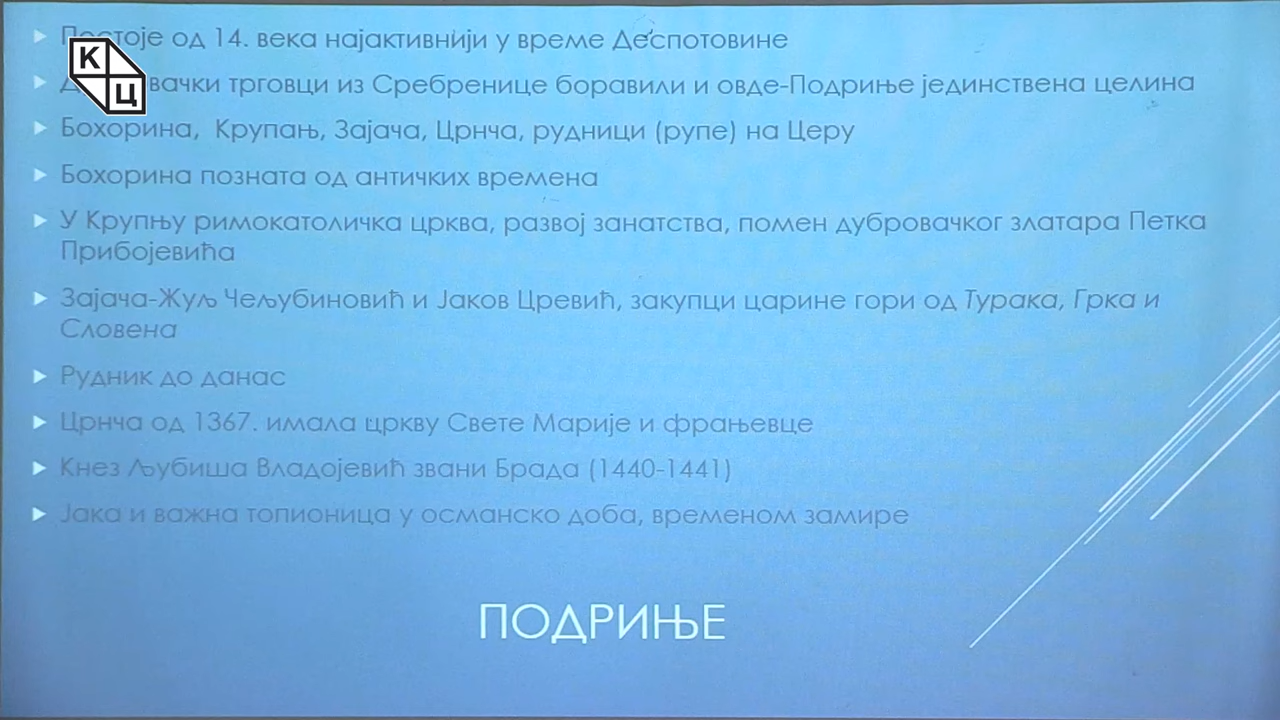 Постоје од 14. века најактивнији у време Деспотовине
К
Ц
вачки трговци из Сребренице боравили и овде-Подриње јединствена целина
Бохорина, Крупањ, Зајача, Црнча, рудници (рупе) на Церу
Бохорина позната од античких времена
У Крупњу римокатоличка црква, развој занатства, помен дубровачког златара Петка
Прибојевића
Зајача-Жуљ Чељубиновић и Јаков Цревић, закупци царине гори од Турака, Грка и
Словена
Рудник до данас
Црнча од 1367. имала цркву Свете Марије и фрањевце
Кнез Љубиша Владојевић звани Брада (1440-1441)
Јака и важна топионица у османско доба, временом замире
ПОДРИЊЕ